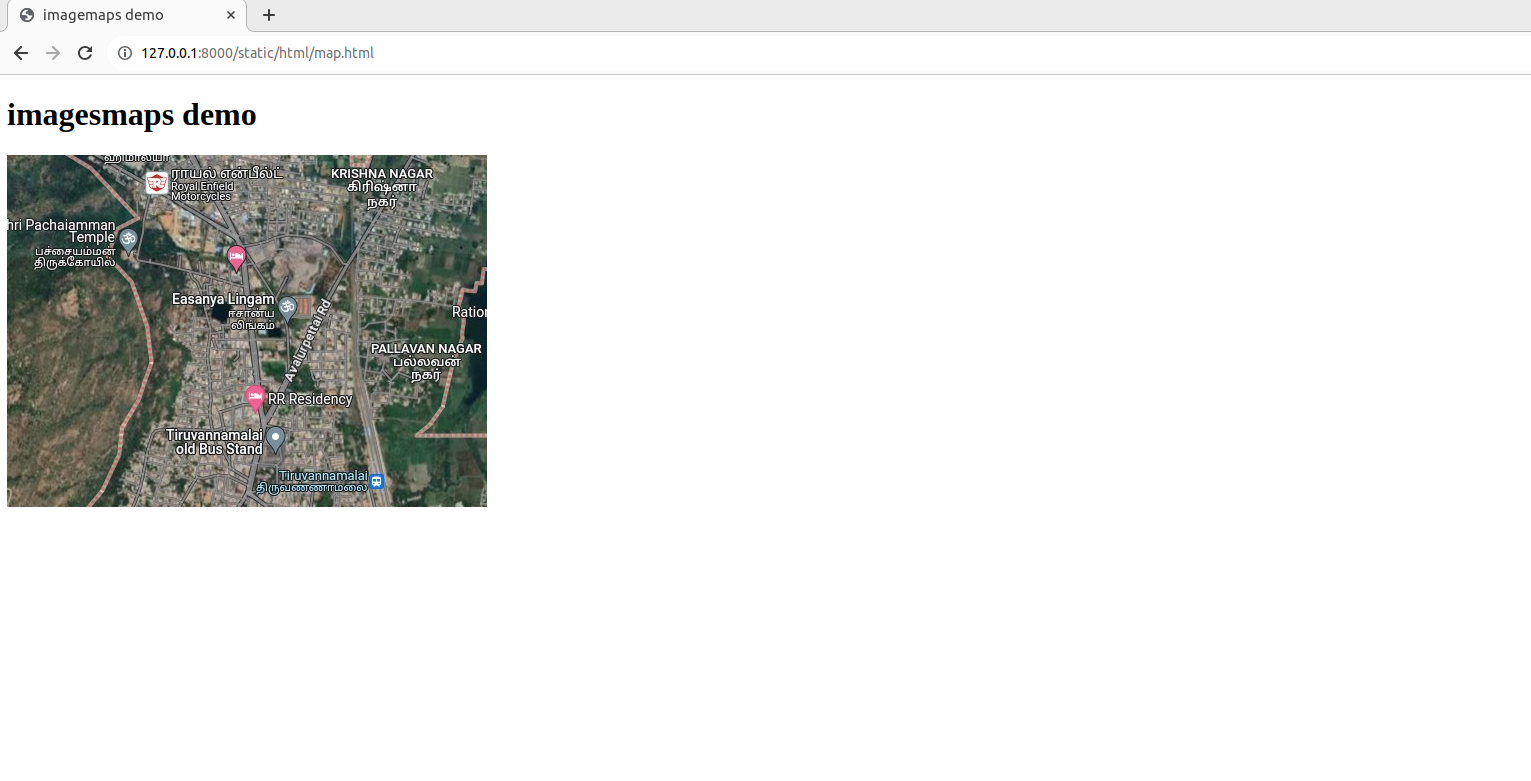 imagemaps demo
127.0.0.1:8000/static/html/map.html
imagesmaps demo
ராயல் என்பீல்ட்
Royal Enfield
Motorcycles
KRISHNA NAGAR
கிரிஷ்னா
நகர்
hri Pachaiamman
Temple
பச்சையம்மன்
திருக்கோயில்
Easanya Lingam
ஈசான்ய
லிங்கம்
Avalurpettai Rd
Ration
PALLAVAN NAGAR
பல்லவன்
நகர்
RR Residency
Tiruvannamalai
old Bus Stand
Tiruvannamalai
திருவண்ணாமலை